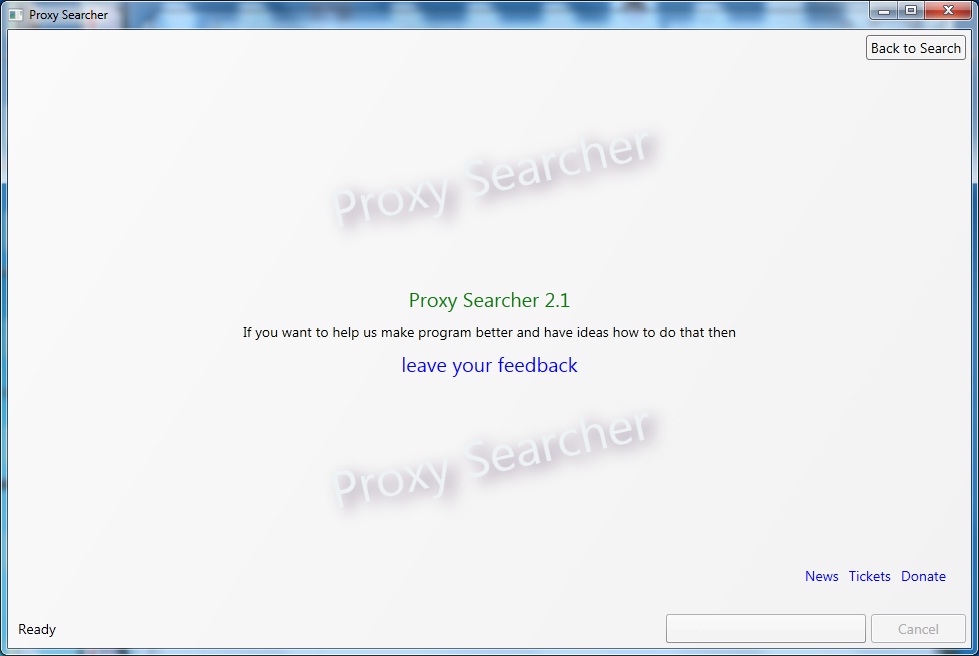 Proxy Searcher
Back to Search
Proxy Searcher
Proxy Searcher 2.1
If you want to help us make program better and have ideas how to do that then
leave your feedback
Proxy Searcher
News Tickets Donate
Ready Cancel